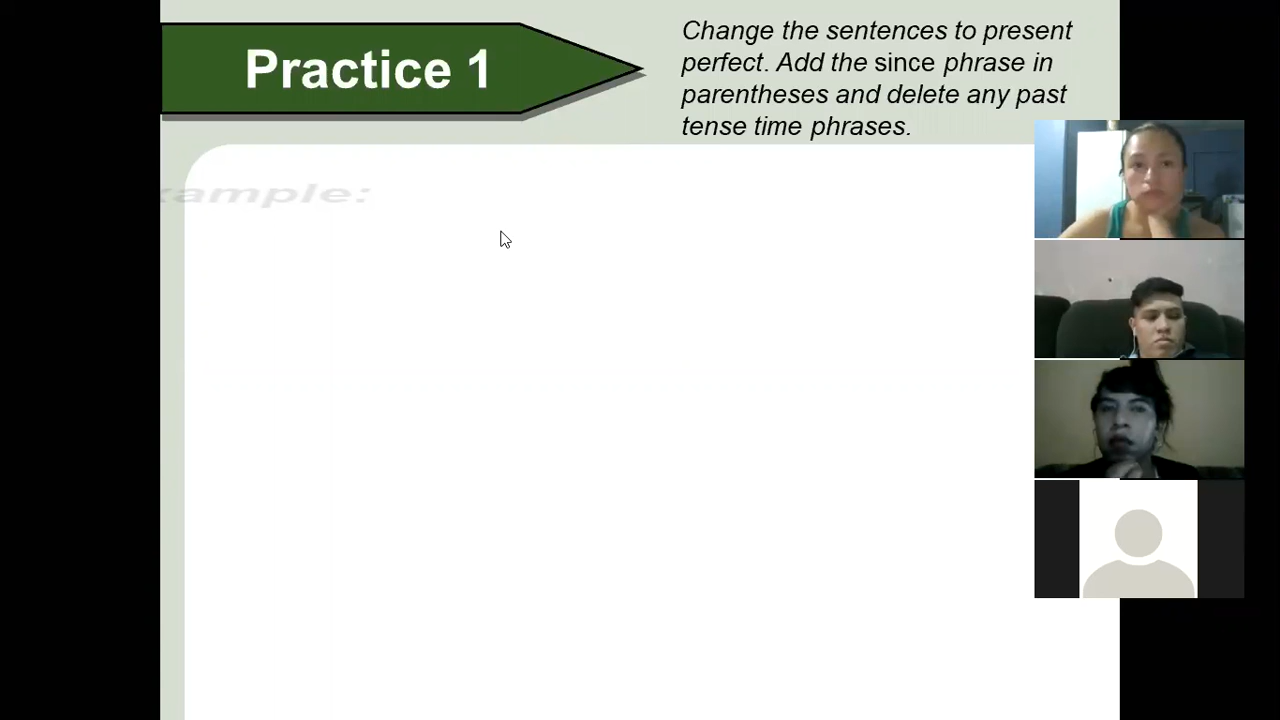 Practice 1
Change the sentences to present
perfect. Add the since phrase in
parentheses and delete any past
tense time phrases.
xample: